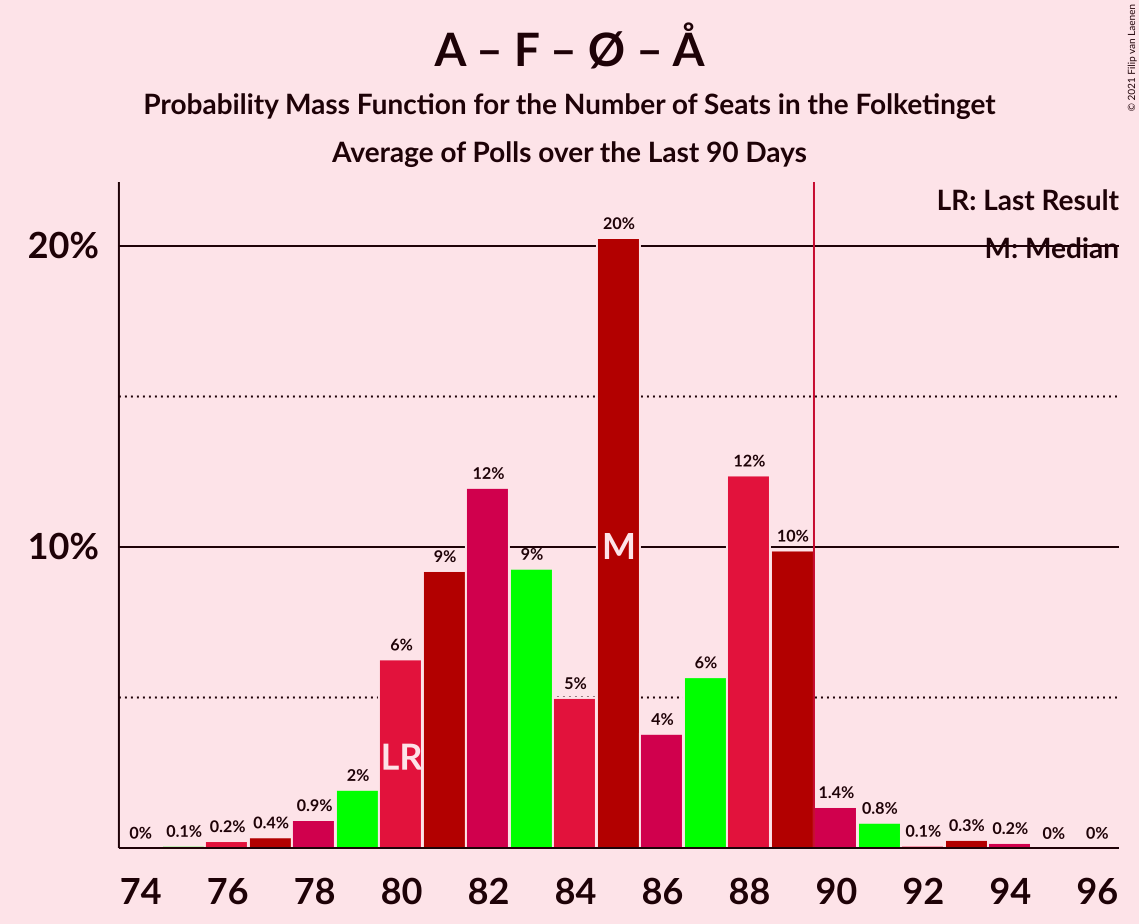 A – F – Ø – Å
Probability Mass Function for the Number of Seats in the Folketinget
Average of Polls over the Last 90 Days
© 2021 Filip van Laenen
LR: Last Result
M: Median
20%
10%
0%
0.1%
0.2%
0.4%
0.9%
2%
6%
9%
12%
9%
5%
20%
4%
6%
12%
10%
1.4%
0.8%
0.1%
0.3%
0.2%
0%
0%
LR
M
74 76 78 80 82 84 86 88 90 92 94 96